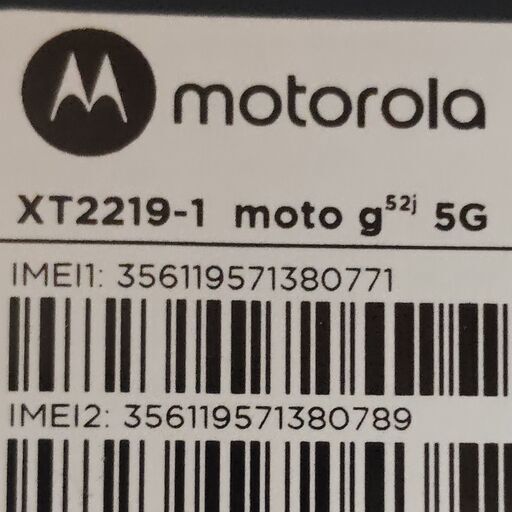 motorola
XT2219-1 moto g52j 5G
IMEI1: 356119571380771
IMEI2: 356119571380789